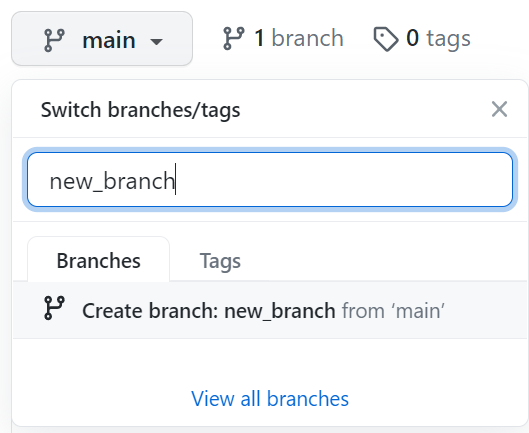 main 1 branch 0 tags
Switch branches/tags
new_branch
Branches Tags
Create branch: new_branch from ‘main’
View all branches